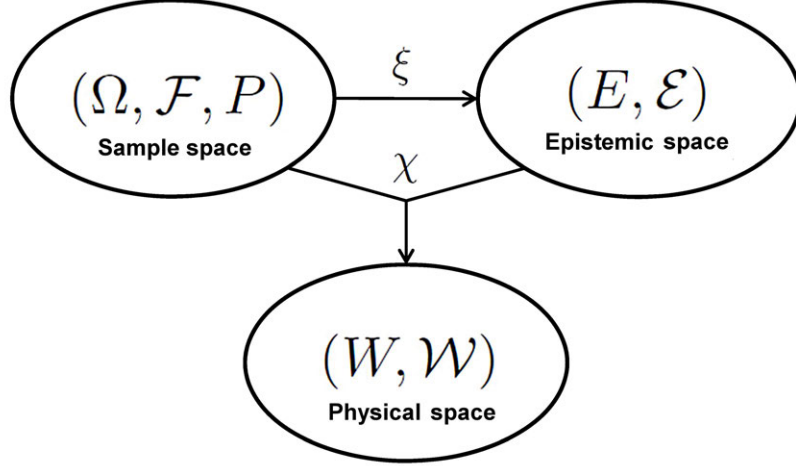 (Ω, ℱ, P)
Sample space
ξ
(E, ℰ)
Epistemic space
χ
(W, 𝒲)
Physical space